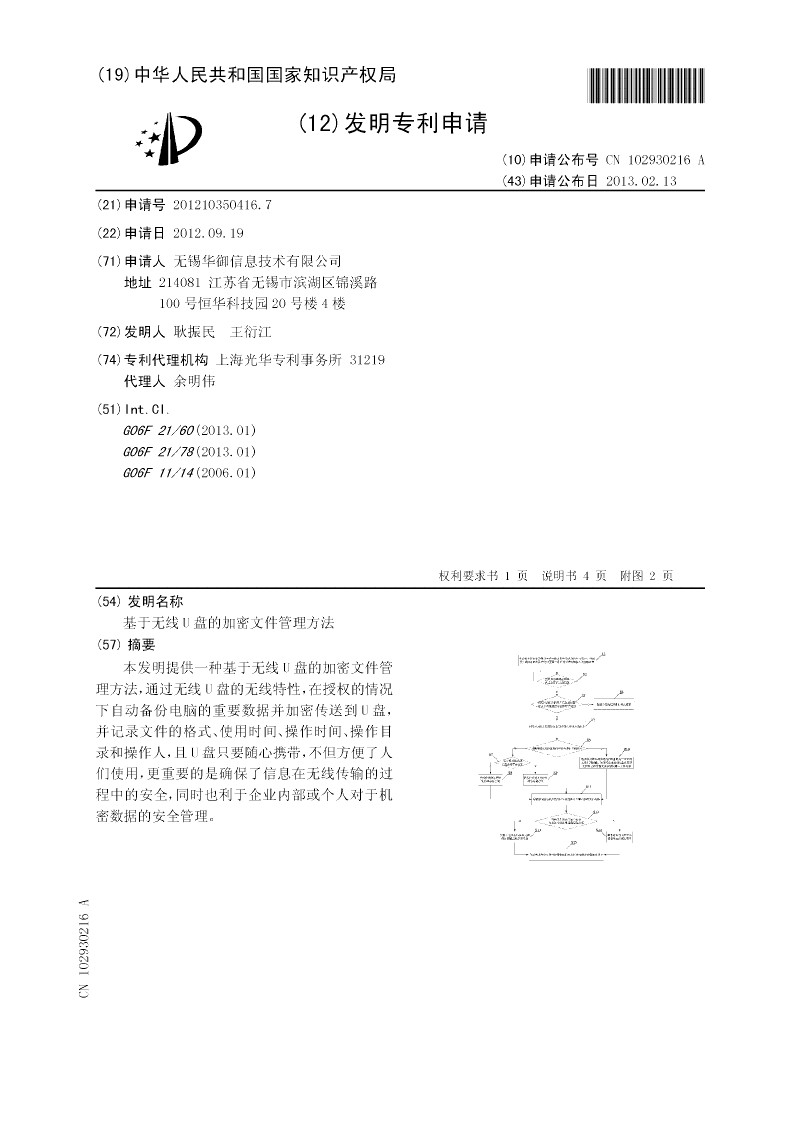 (19)中华人民共和国国家知识产权局
(12)发明专利申请
(10)申请公布号 CN 102930216 A
(43)申请公布日 2013.02.13
(21)申请号 201210350416.7
(22)申请日 2012.09.19
(71)申请人 无锡华御信息技术有限公司
地址 214081 江苏省无锡市滨湖区锦溪路
100 号恒华科技园 20 号楼 4 楼
(72)发明人 耿振民 王衍江
(74)专利代理机构 上海光华专利事务所 31219
代理人 余明伟
(51)Int.Cl.
G06F 21/60(2013.01)
G06F 21/78(2013.01)
G06F 11/14(2006.01)
权利要求书 1 页 说明书 4 页 附图 2 页
(54) 发明名称
基于无线 U 盘的加密文件管理方法
(57) 摘要
本发明提供一种基于无线 U 盘的加密文件管
理方法,通过无线 U 盘的无线特性,在授权的情况
下自动备份电脑的重要数据并加密传送到 U 盘,
并记录文件的格式、使用时间、操作时间、操作目
录和操作人,且 U 盘只要随心携带,不但方便了人
们使用,更重要的是确保了信息在无线传输的过
程中的安全,同时也利于企业内部或个人对于机
密数据的安全管理。
CN 102930216 A